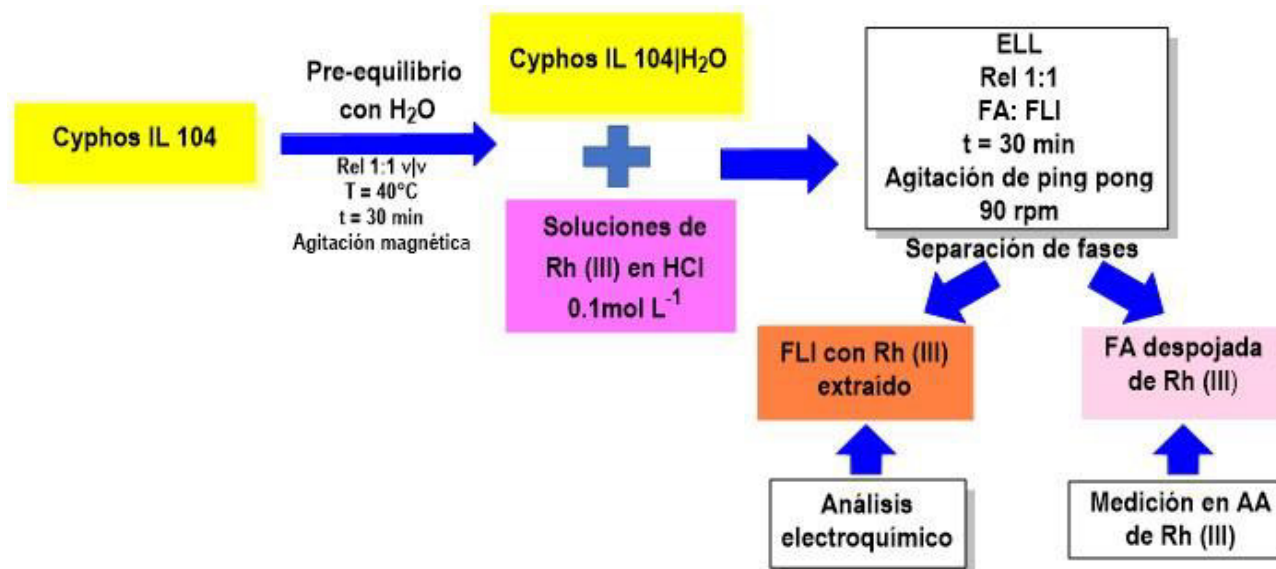 Cyphos IL 104
Pre-equilibrio
con H₂O
Rel 1:1 v|v
T = 40°C
t = 30 min
Agitación magnética
Cyphos IL 104|H₂O
Soluciones de
Rh (III) en HCl
0.1mol L⁻¹
ELL
Rel 1:1
FA: FLI
t = 30 min
Agitación de ping pong
90 rpm
Separación de fases
FLI con Rh (III)
extraído
FA despojada
de Rh (III)
Análisis
electroquímico
Medición en AA
de Rh (III)